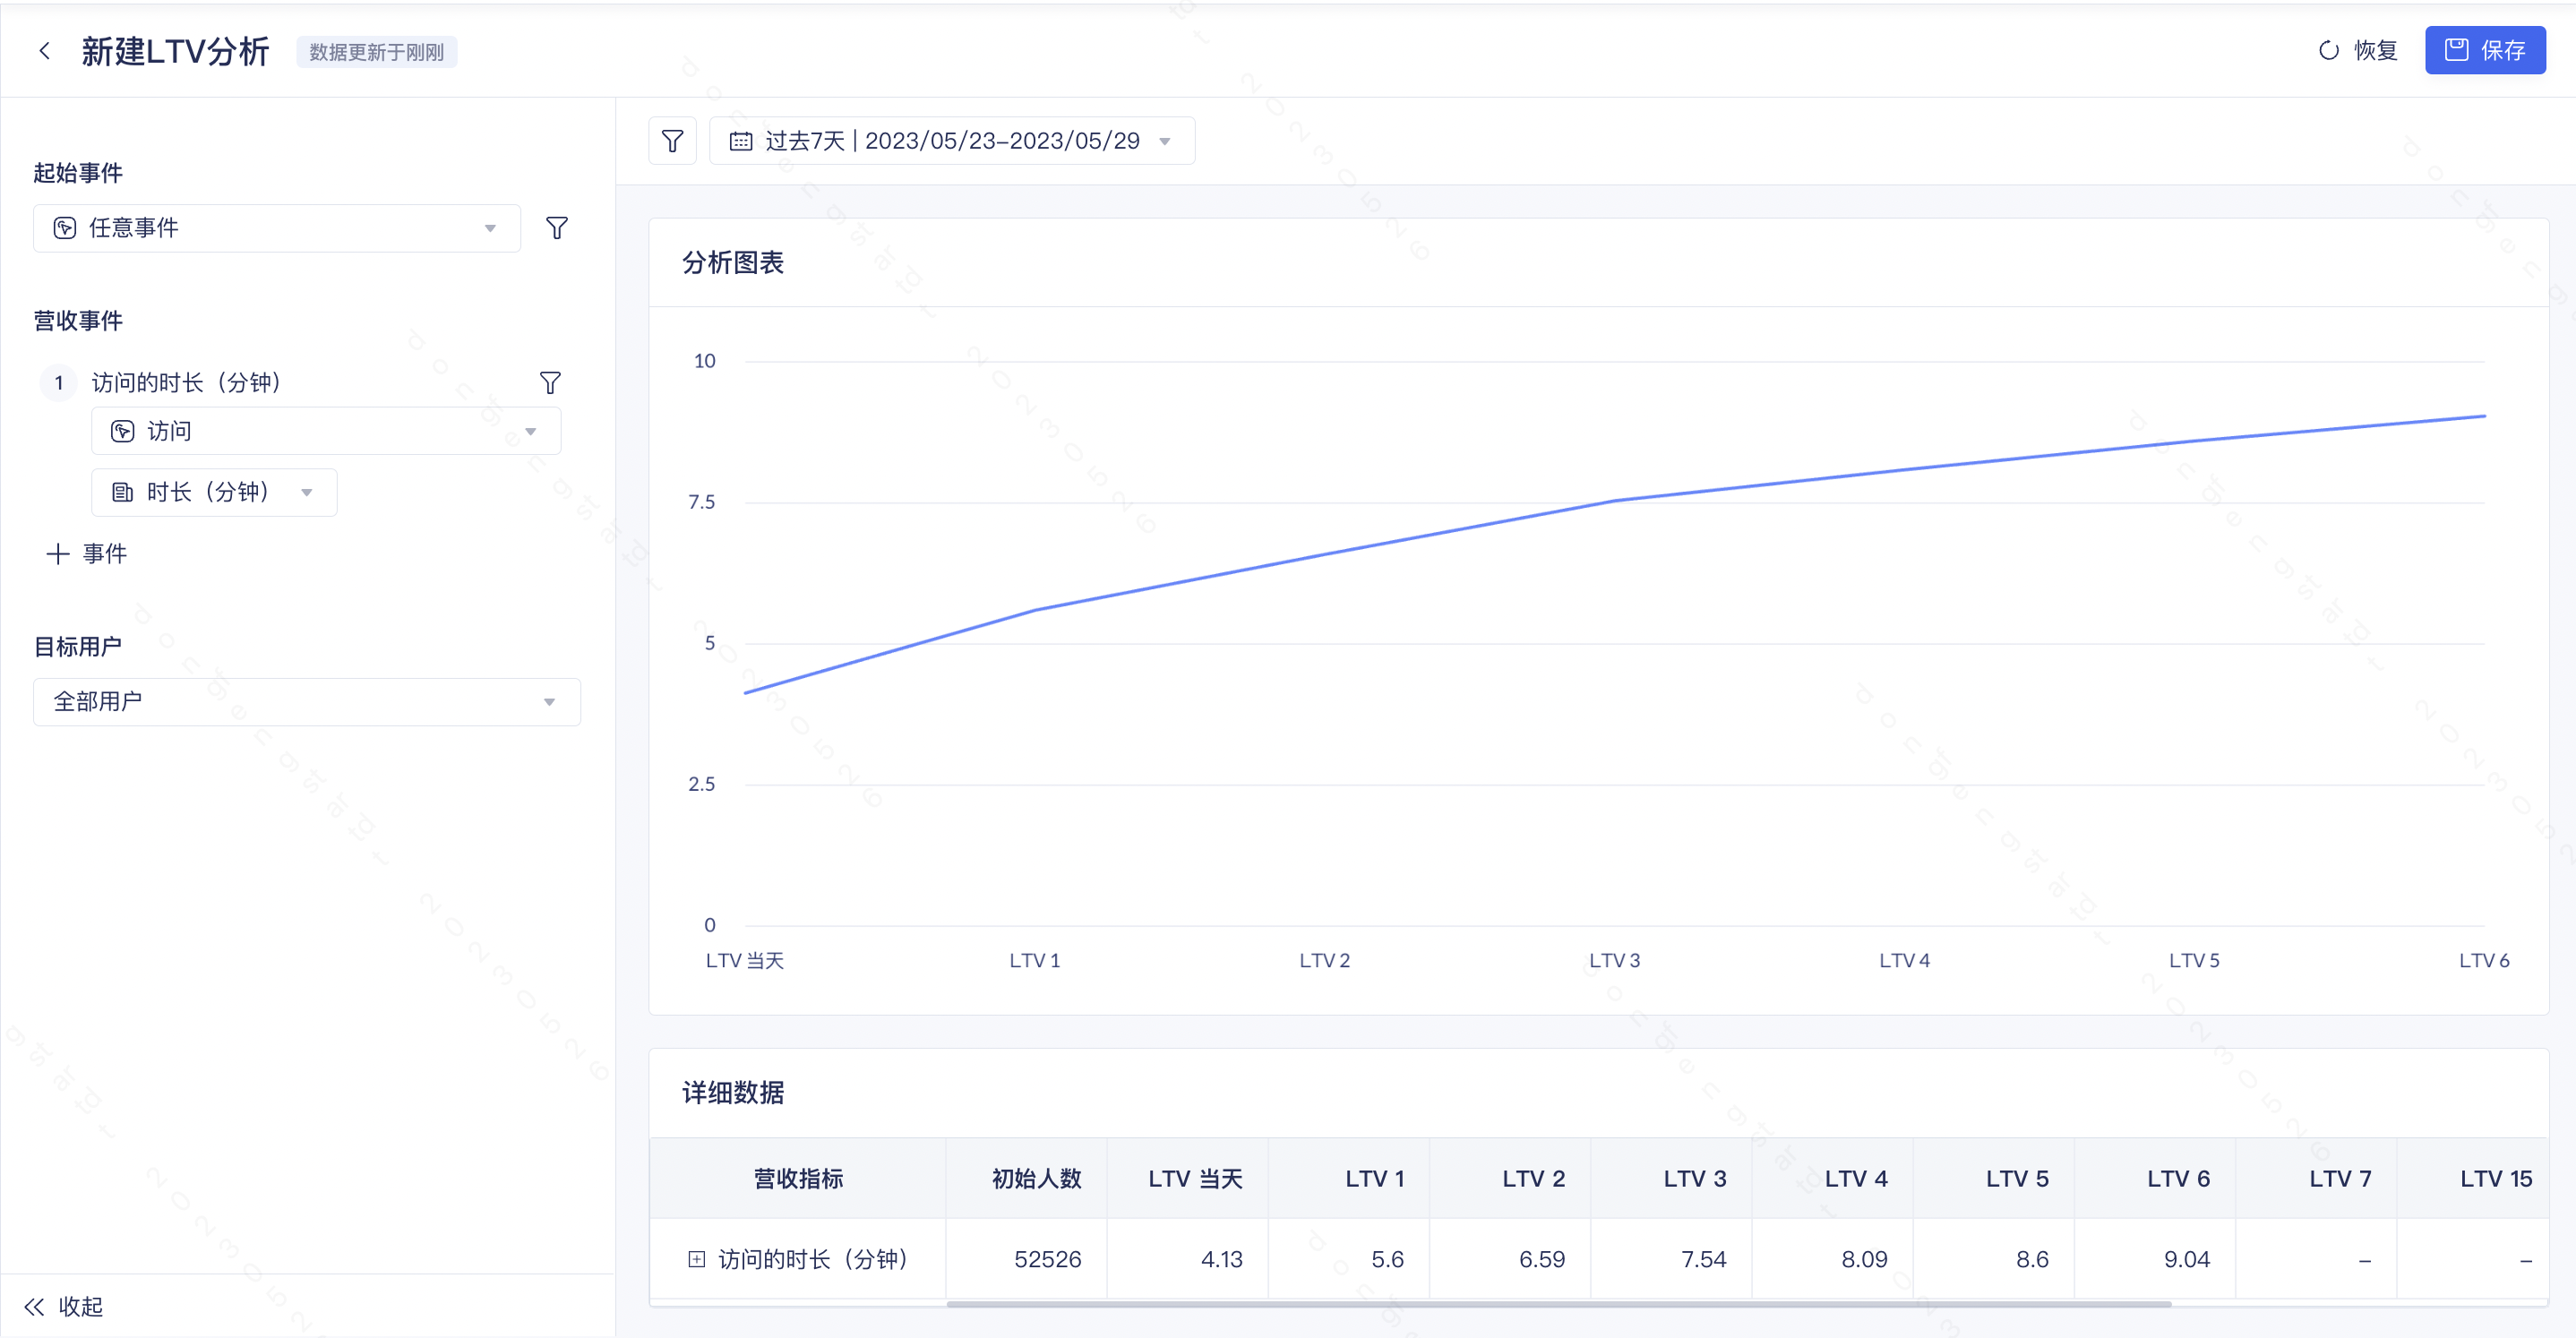 新建LTV分析 数据更新于刚刚 恢复 保存
过去7天 | 2023/05/23-2023/05/29
起始事件
任意事件
营收事件
1 访问的时长（分钟）
访问
时长（分钟）
事件
目标用户
全部用户
收起
分析图表
10
7.5
5
2.5
0
LTV 当天 LTV 1 LTV 2 LTV 3 LTV 4 LTV 5 LTV 6
详细数据
营收指标 初始人数 LTV 当天 LTV 1 LTV 2 LTV 3 LTV 4 LTV 5 LTV 6 LTV 7 LTV 15
访问的时长（分钟） 52526 4.13 5.6 6.59 7.54 8.09 8.6 9.04 – –